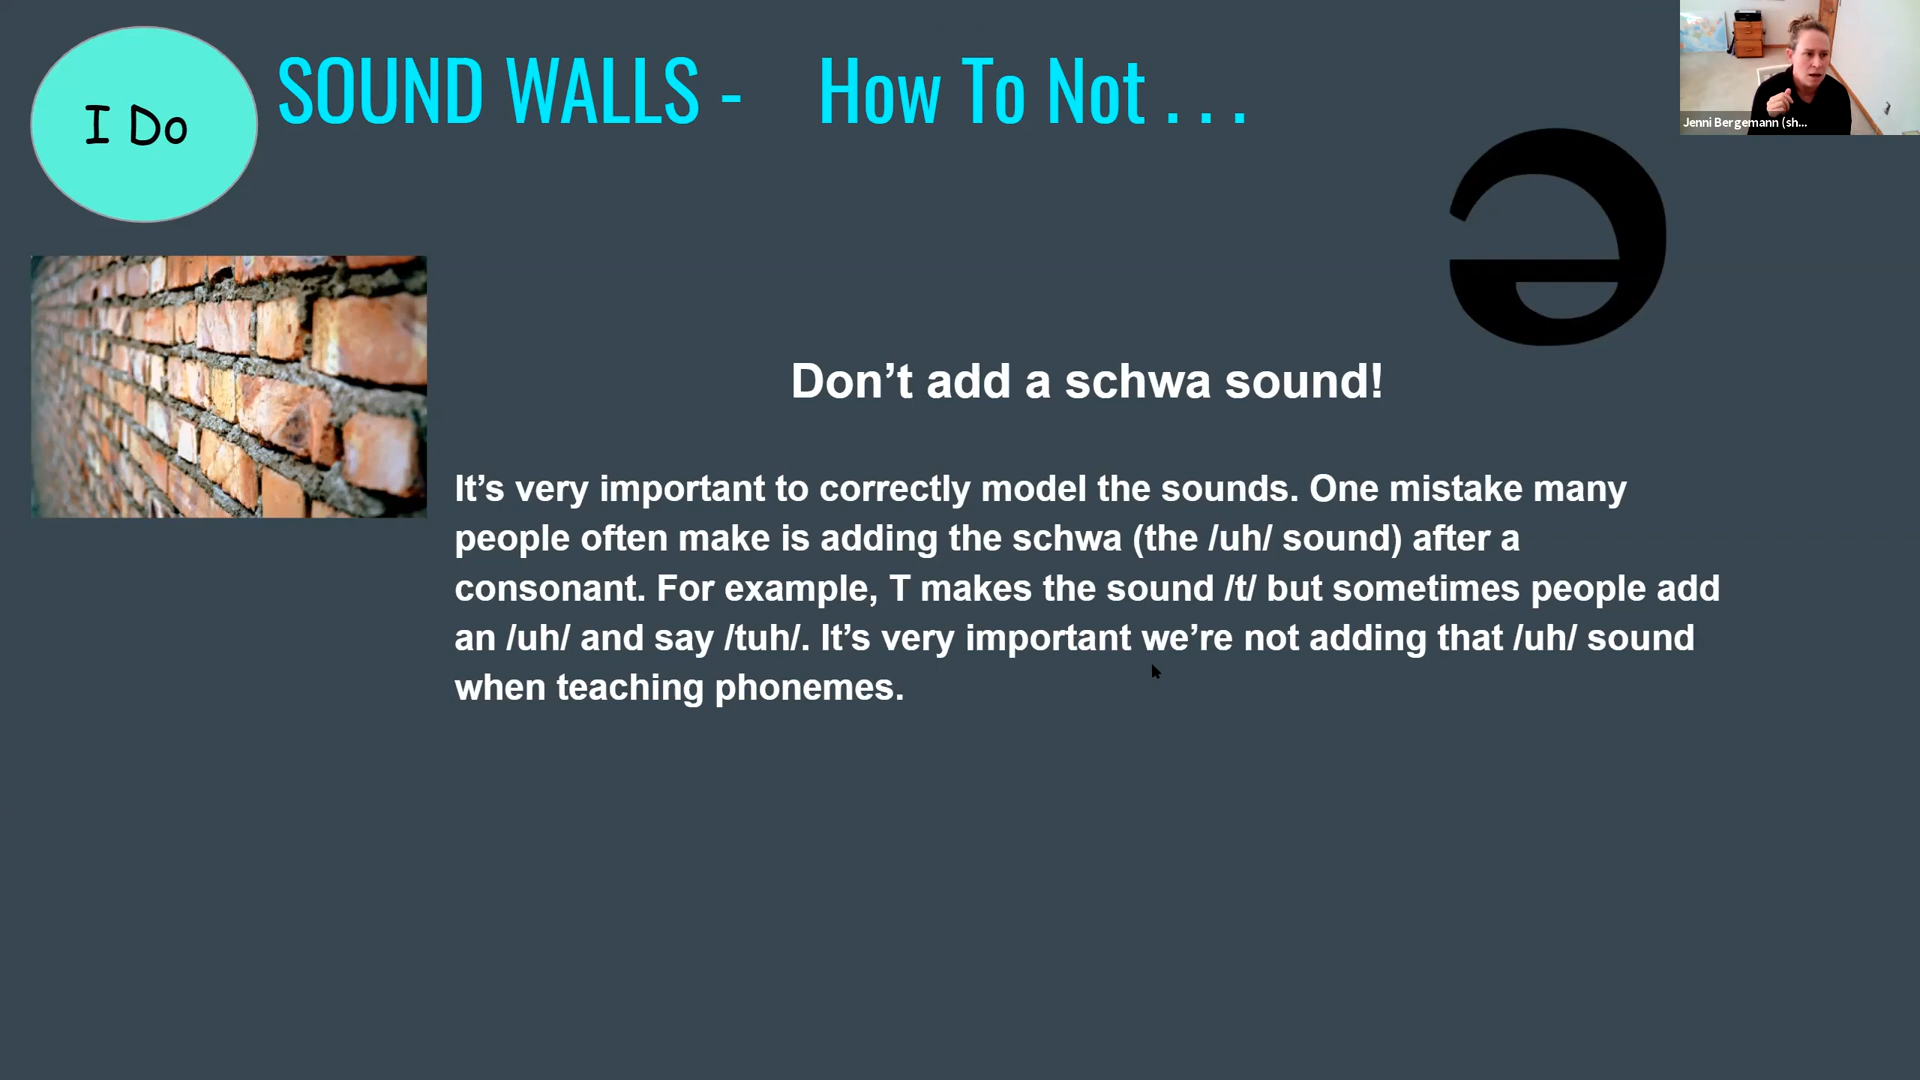 I Do
SOUND WALLS - How To Not . . .
Jenni Bergemann (sh...
ə
Don’t add a schwa sound!
It’s very important to correctly model the sounds. One mistake many
people often make is adding the schwa (the /uh/ sound) after a
consonant. For example, T makes the sound /t/ but sometimes people add
an /uh/ and say /tuh/. It’s very important we’re not adding that /uh/ sound
when teaching phonemes.